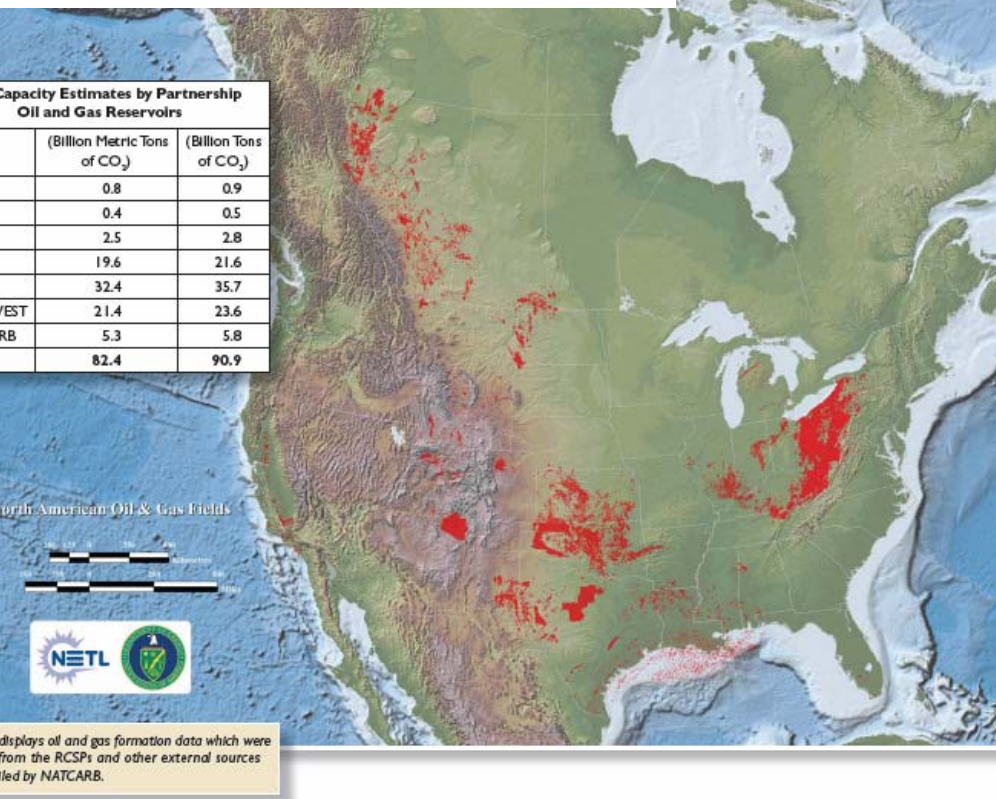 Capacity Estimates by Partnership
Oil and Gas Reservoirs
(Billion Metric Tons (Billion Tons
of CO₂) of CO₂)
0.8 0.9
0.4 0.5
2.5 2.8
19.6 21.6
32.4 35.7
VEST 21.4 23.6
RB 5.3 5.8
82.4 90.9
orth American Oil & Gas Fields
Kilometers
Miles
NETL
displays oil and gas formation data which were
from the RCSPs and other external sources
led by NATCARB.